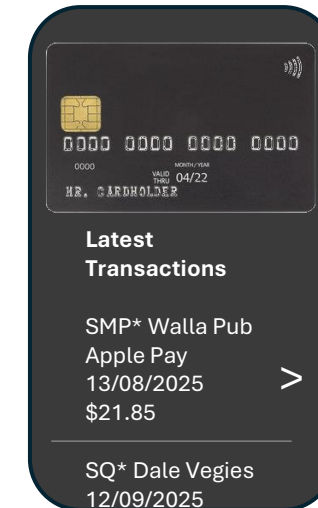 0000 0000 0000 0000
0000
MONTH/YEAR
VALID THRU 04/22
MR. CARDHOLDER
Latest
Transactions
SMP* Walla Pub
Apple Pay
13/08/2025
>
$21.85
SQ* Dale Vegies
12/09/2025